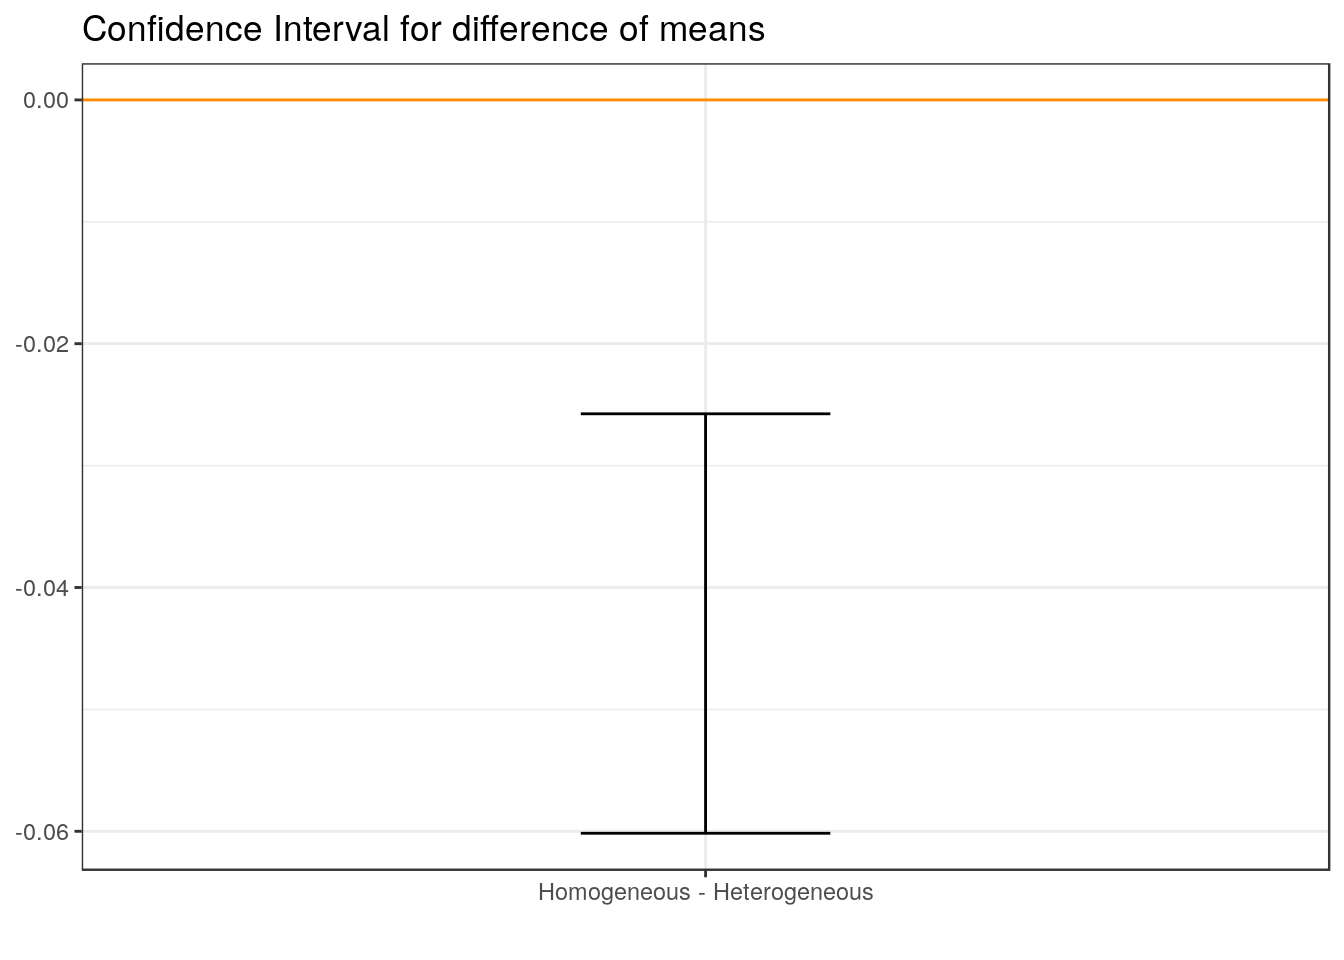 Confidence Interval for difference of means
0.00
-0.02
-0.04
-0.06
Homogeneous - Heterogeneous